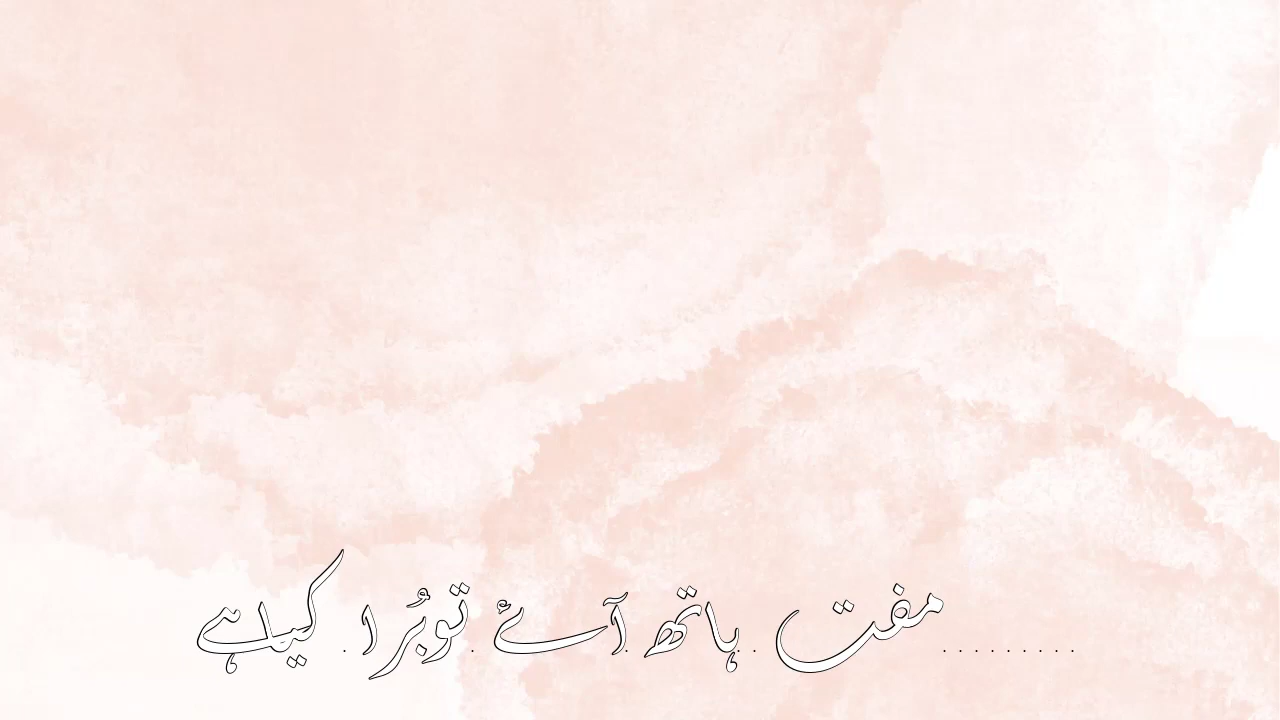 .......... مفت .. ہاتھ . آئے . تو بُرا . کیا ہے